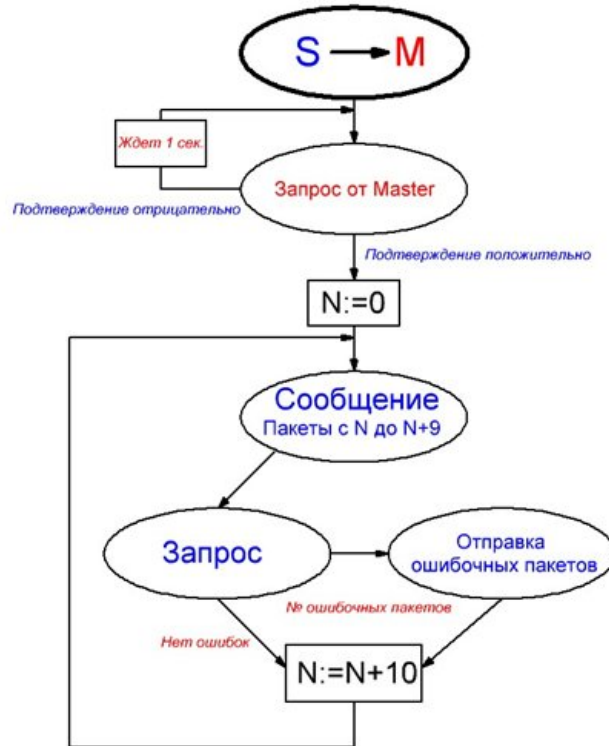 S M
Ждет 1 сек.
Запрос от Master
Подтверждение отрицательно
Подтверждение положительно
N:=0
Сообщение
Пакеты с N до N+9
Запрос
Отправка
ошибочных пакетов
№ ошибочных пакетов
Нет ошибок
N:=N+10